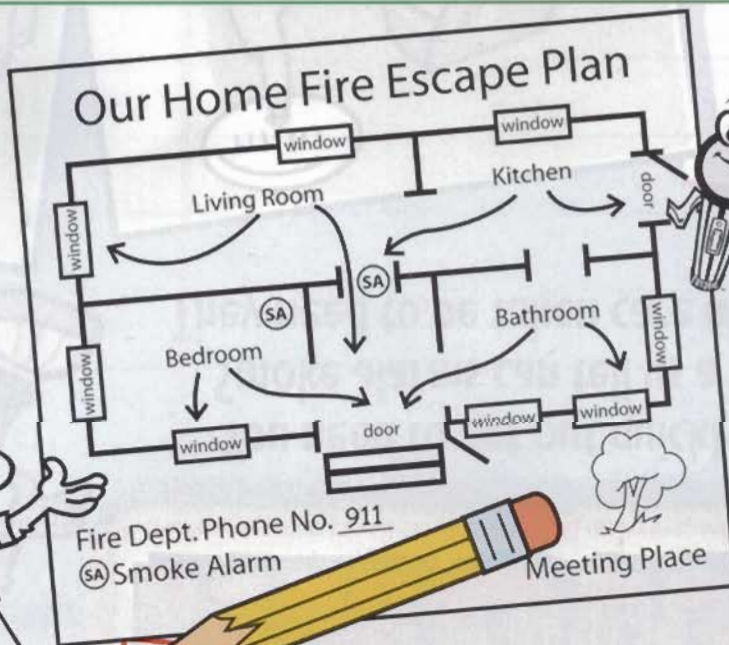 Our Home Fire Escape Plan
window
window
Living Room
Kitchen
door
window
SA
SA
Bathroom
window
Bedroom
window
window
door
window
window
Fire Dept. Phone No. 911
SA Smoke Alarm
Meeting Place